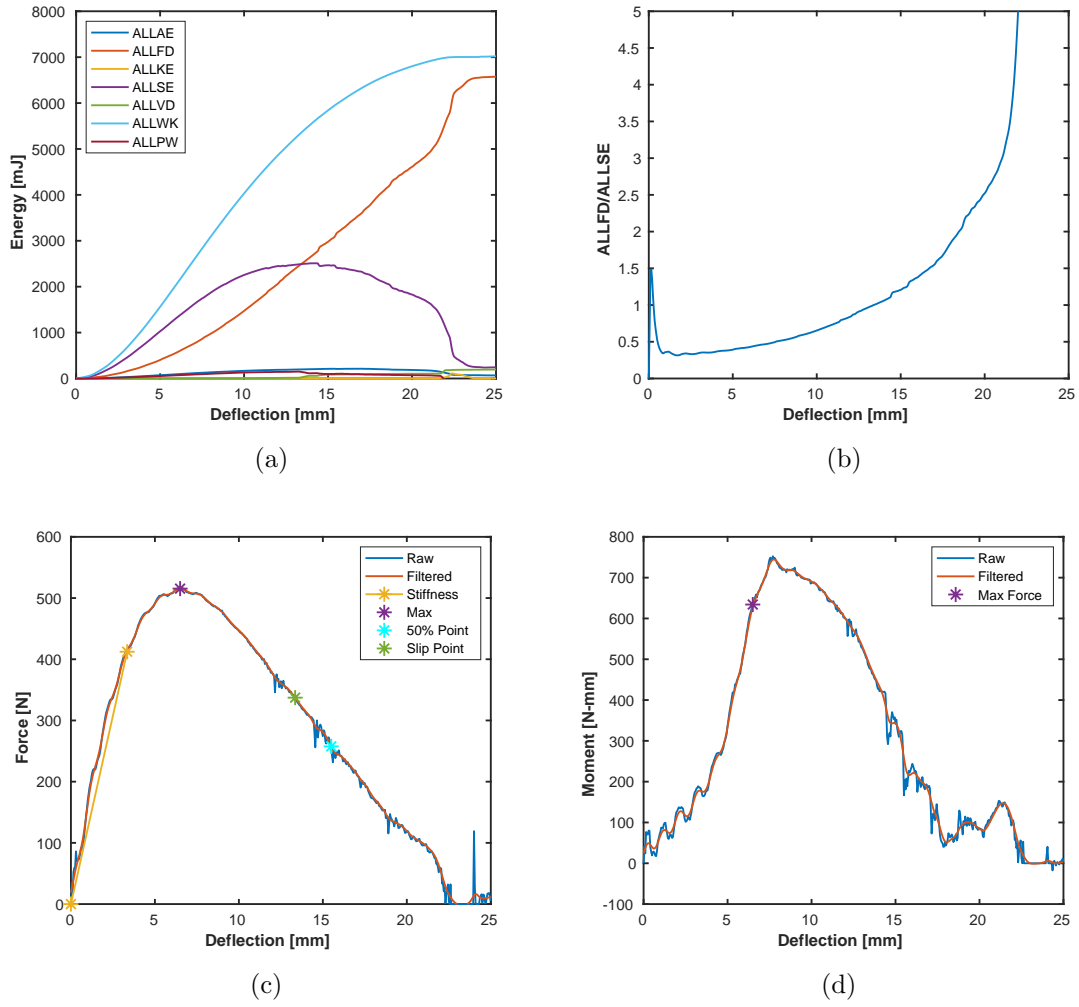 8000
7000
6000
5000
4000
3000
2000
1000
0
Energy [mJ]
ALLAE
ALLFD
ALLKE
ALLSE
ALLVD
ALLWK
ALLPW
0 5 10 15 20 25
Deflection [mm]
(a)
5
4.5
4
3.5
3
2.5
2
1.5
1
0.5
0
ALLFD/ALLSE
0 5 10 15 20 25
Deflection [mm]
(b)
600
500
400
300
200
100
0
Force [N]
Raw
Filtered
Stiffness
Max
50% Point
Slip Point
0 5 10 15 20 25
Deflection [mm]
(c)
800
700
600
500
400
300
200
100
0
-100
Moment [N-mm]
Raw
Filtered
Max Force
0 5 10 15 20 25
Deflection [mm]
(d)